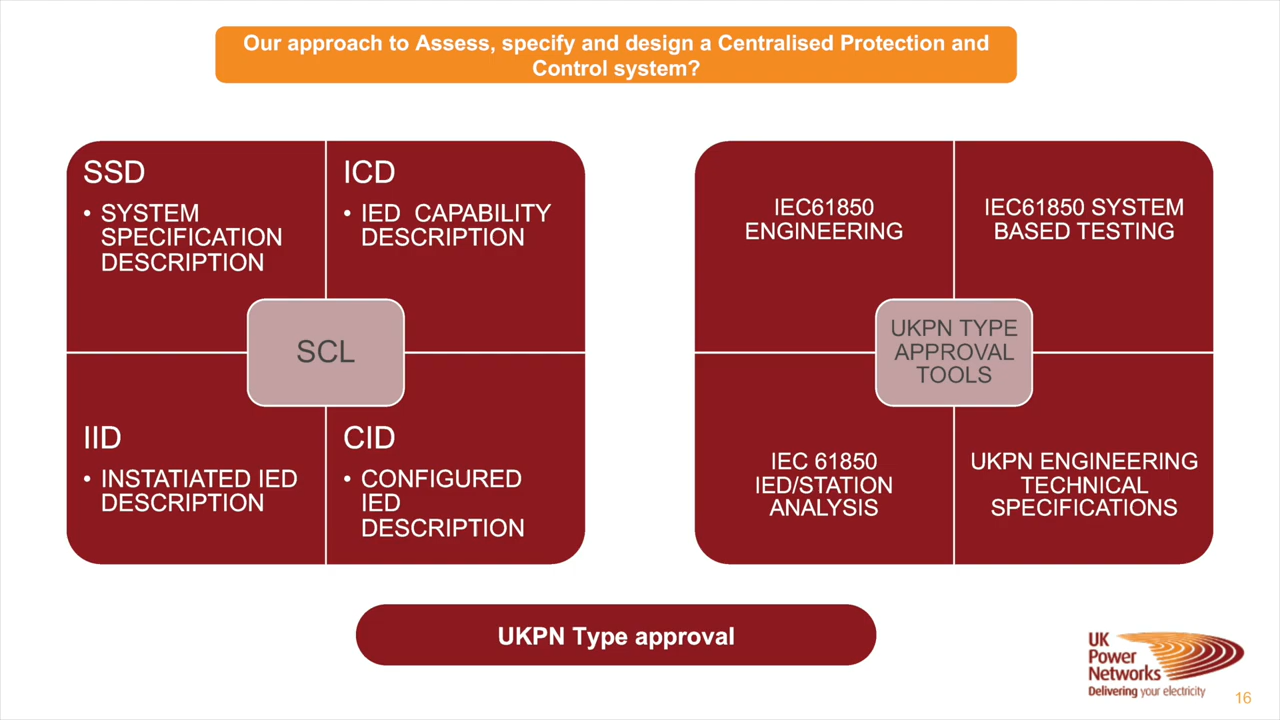 Our approach to Assess, specify and design a Centralised Protection and
Control system?
SSD
• SYSTEM
SPECIFICATION
DESCRIPTION
ICD
• IED CAPABILITY
DESCRIPTION
SCL
IID
• INSTATIATED IED
DESCRIPTION
CID
• CONFIGURED
IED
DESCRIPTION
IEC61850
ENGINEERING
IEC61850 SYSTEM
BASED TESTING
UKPN TYPE
APPROVAL
TOOLS
IEC 61850
IED/STATION
ANALYSIS
UKPN ENGINEERING
TECHNICAL
SPECIFICATIONS
UKPN Type approval
UK
Power
Networks
Delivering your electricity
16